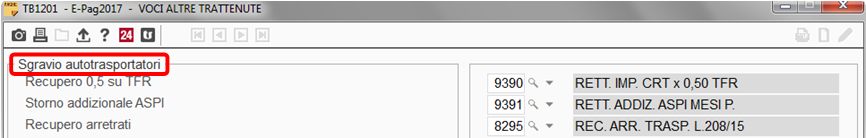 TB1201 - E-Pag2017 - VOCI ALTRE TRATTENUTE
24
Sgravio autotrasportatori
Recupero 0,5 su TFR 9390 RETT. IMP. CRT x 0,50 TFR
Storno addizionale ASPI 9391 RETT. ADDIZ. ASPI MESI P.
Recupero arretrati 8295 REC. ARR. TRASP. L.208/15